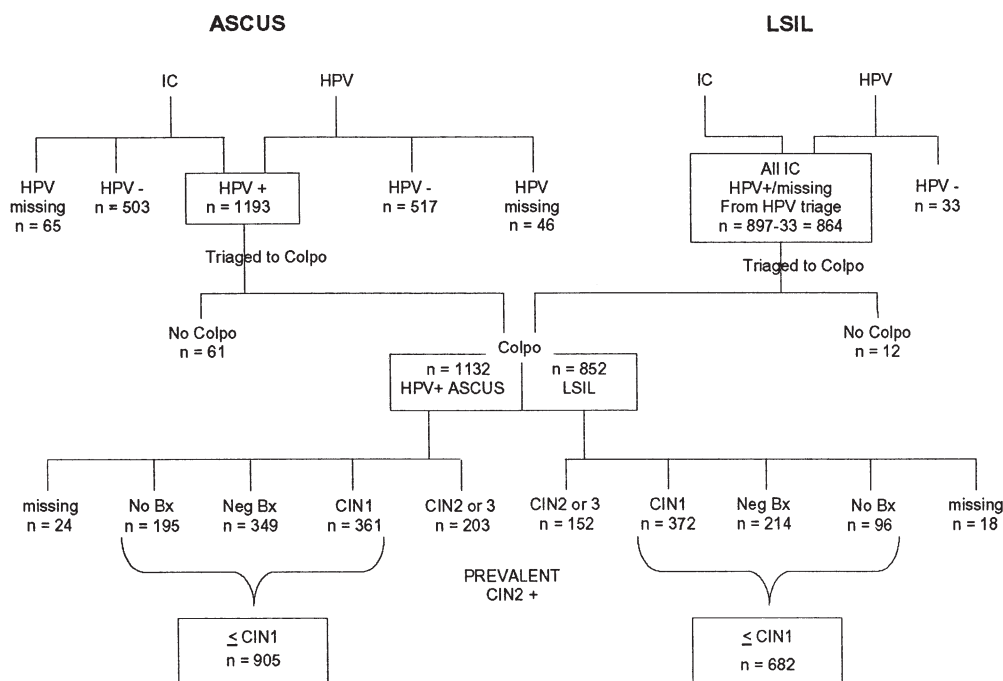 ASCUS
LSIL
IC
HPV
IC
HPV
HPV
missing
n = 65
HPV -
n = 503
HPV +
n = 1193
HPV -
n = 517
HPV
missing
n = 46
All IC
HPV+/missing
From HPV triage
n = 897-33 = 864
HPV -
n = 33
Triaged to Colpo
Triaged to Colpo
No Colpo
n = 61
Colpo
No Colpo
n = 12
n = 1132
HPV+ ASCUS
n = 852
LSIL
missing
n = 24
No Bx
n = 195
Neg Bx
n = 349
CIN1
n = 361
CIN2 or 3
n = 203
CIN2 or 3
n = 152
CIN1
n = 372
Neg Bx
n = 214
No Bx
n = 96
missing
n = 18
PREVALENT
CIN2 +
≤ CIN1
n = 905
≤ CIN1
n = 682